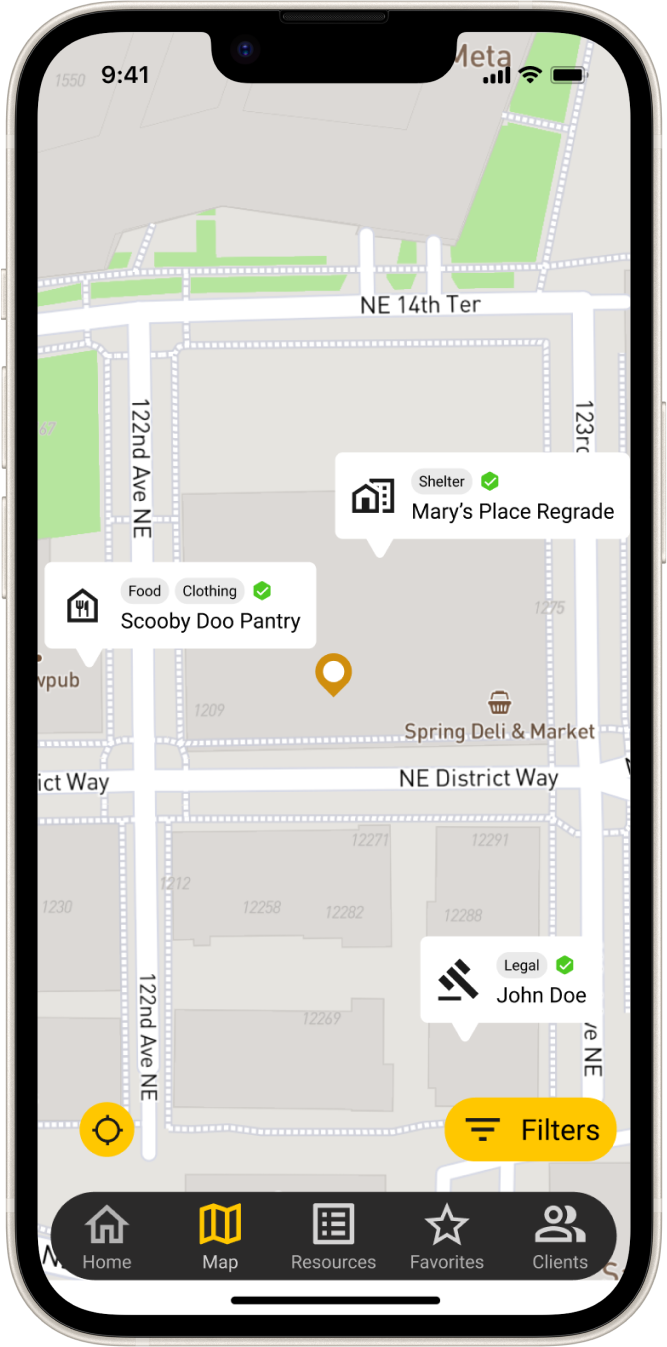 9:41
Meta
1550
NE 14th Ter
122nd Ave NE
123rd
67
Shelter
Mary’s Place Regrade
Food Clothing
Scooby Doo Pantry
1275
wpub
1209
Spring Deli & Market
ict Way
NE District Way
12271
12291
1212
1230
12258
12282
12288
Legal
John Doe
122nd Ave NE
12269
ve NE
Filters
Home
Map
Resources
Favorites
Clients